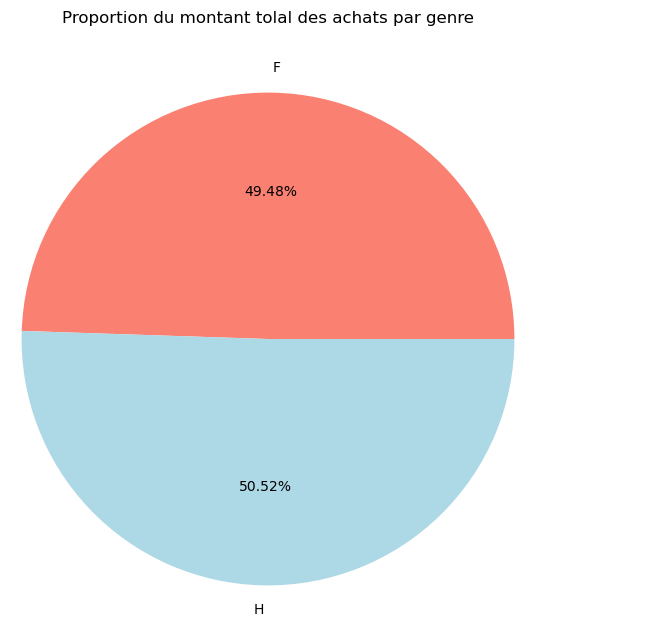 Proportion du montant tolal des achats par genre
F
49.48%
50.52%
H